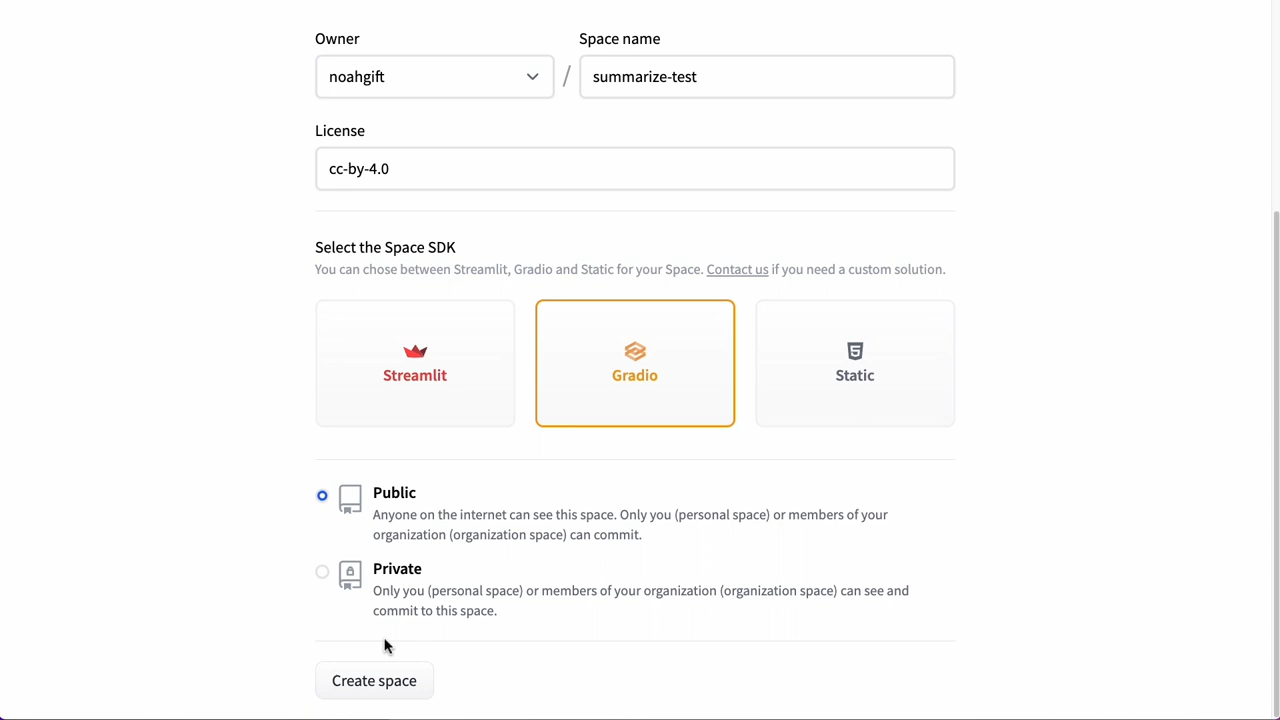 Owner
Space name
noahgift
/
summarize-test
License
cc-by-4.0
Select the Space SDK
You can chose between Streamlit, Gradio and Static for your Space. Contact us if you need a custom solution.
Streamlit
Gradio
Static
Public
Anyone on the internet can see this space. Only you (personal space) or members of your
organization (organization space) can commit.
Private
Only you (personal space) or members of your organization (organization space) can see and
commit to this space.
Create space